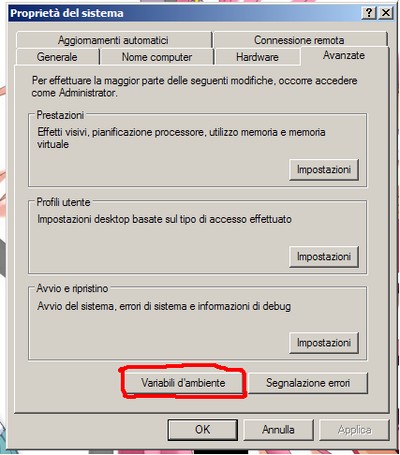 Proprietà del sistema
Aggiornamenti automatici Connessione remota
Generale Nome computer Hardware Avanzate
Per effettuare la maggior parte delle seguenti modifiche, occorre accedere
come Administrator.
Prestazioni
Effetti visivi, pianificazione processore, utilizzo memoria e memoria
virtuale
Impostazioni
Profili utente
Impostazioni desktop basate sul tipo di accesso effettuato
Impostazioni
Avvio e ripristino
Avvio del sistema, errori di sistema e informazioni di debug
Impostazioni
Variabili d'ambiente Segnalazione errori
OK Annulla Applica